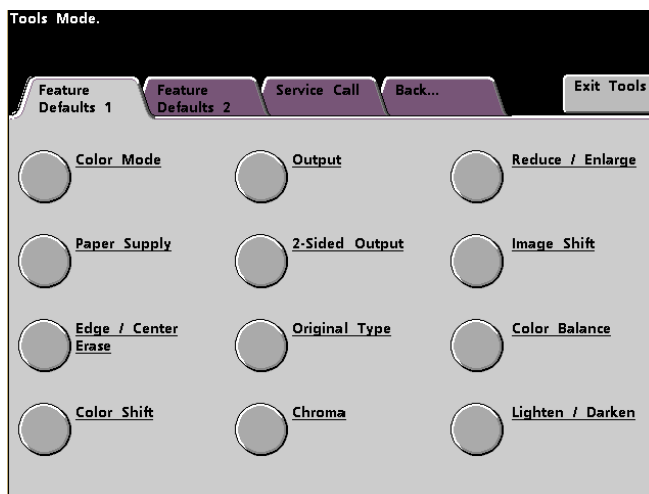 Tools Mode.
Feature
Defaults 1
Feature
Defaults 2
Service Call
Back...
Exit Tools
Color Mode
Output
Reduce / Enlarge
Paper Supply
2-Sided Output
Image Shift
Edge / Center
Erase
Original Type
Color Balance
Color Shift
Chroma
Lighten / Darken